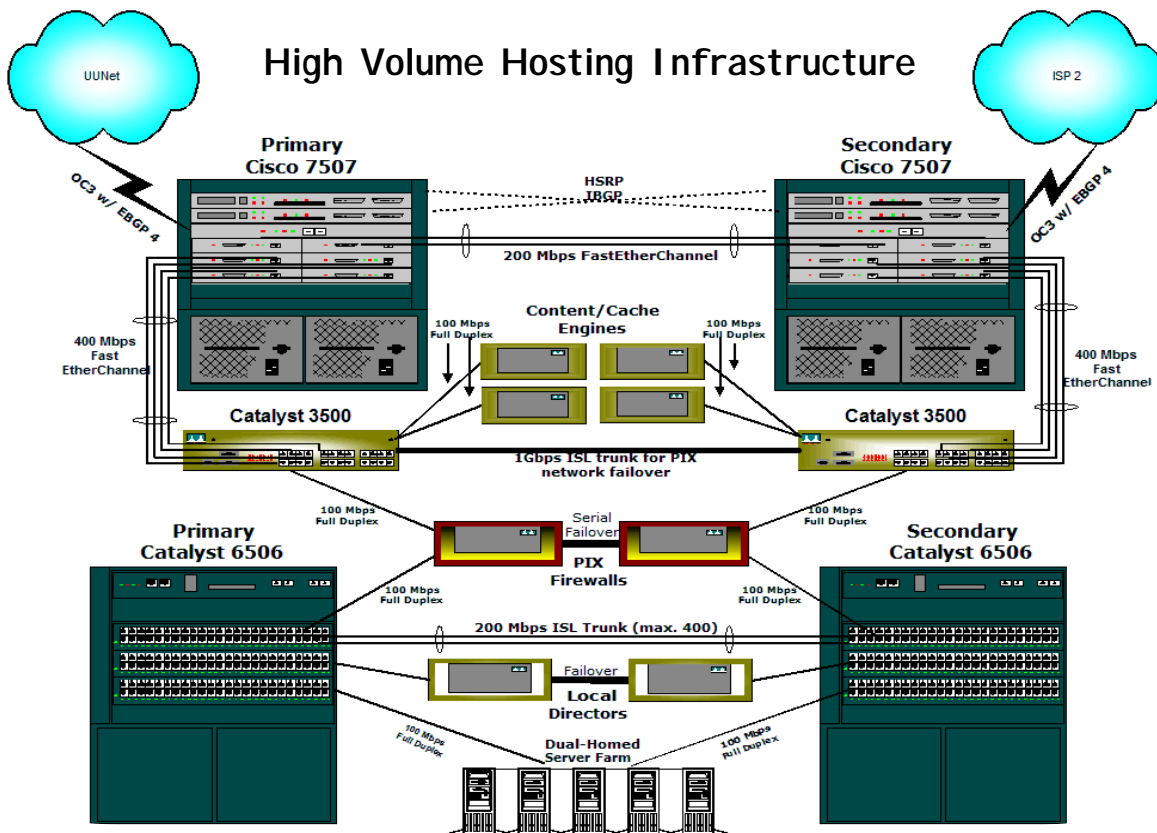 High Volume Hosting Infrastructure
UUNet
ISP 2
Primary
Cisco 7507
Secondary
Cisco 7507
OC3 w/ EBGP 4
HSRP
IBGP
OC3 w/ EBGP 4
200 Mbps FastEtherChannel
400 Mbps
Fast
EtherChannel
100 Mbps
Full Duplex
Content/Cache
Engines
100 Mbps
Full Duplex
400 Mbps
Fast
EtherChannel
Catalyst 3500
Catalyst 3500
1Gbps ISL trunk for PIX
network failover
100 Mbps
Full Duplex
100 Mbps
Full Duplex
Primary
Catalyst 6506
Serial
Failover
PIX
Firewalls
Secondary
Catalyst 6506
100 Mbps
Full Duplex
100 Mbps
Full Duplex
200 Mbps ISL Trunk (max. 400)
Failover
Local
Directors
100 Mbps
Full Duplex
100 Mbps
Full Duplex
Dual-Homed
Server Farm